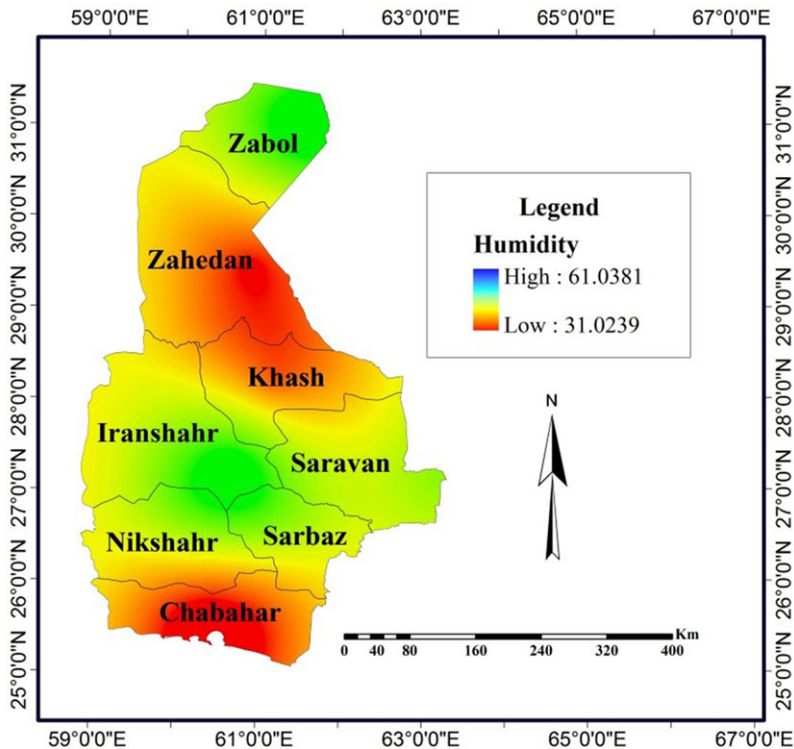 59°0'0"E 61°0'0"E 63°0'0"E 65°0'0"E 67°0'0"E
31°0'0"N
30°0'0"N
29°0'0"N
28°0'0"N
27°0'0"N
26°0'0"N
25°0'0"N
Zabol
Zahedan
Khash
Iranshahr
Saravan
Nikshahr
Sarbaz
Chabahar
Legend
Humidity
High : 61.0381
Low : 31.0239
N
Km
0 40 80 160 240 320 400
31°0'0"N
30°0'0"N
29°0'0"N
28°0'0"N
27°0'0"N
26°0'0"N
25°0'0"N
59°0'0"E 61°0'0"E 63°0'0"E 65°0'0"E 67°0'0"E